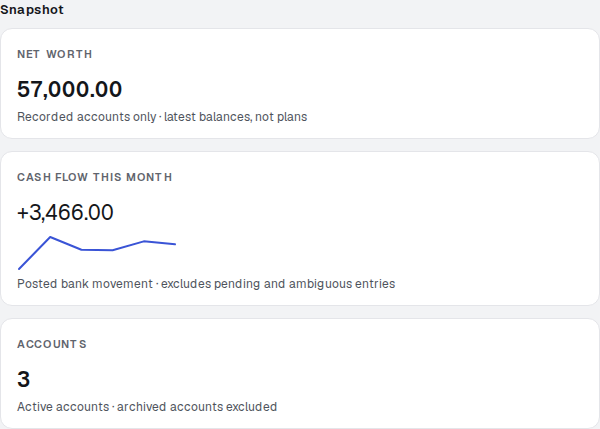 Snapshot
NET WORTH
57,000.00
Recorded accounts only · latest balances, not plans
CASH FLOW THIS MONTH
+3,466.00
Posted bank movement · excludes pending and ambiguous entries
ACCOUNTS
3
Active accounts · archived accounts excluded